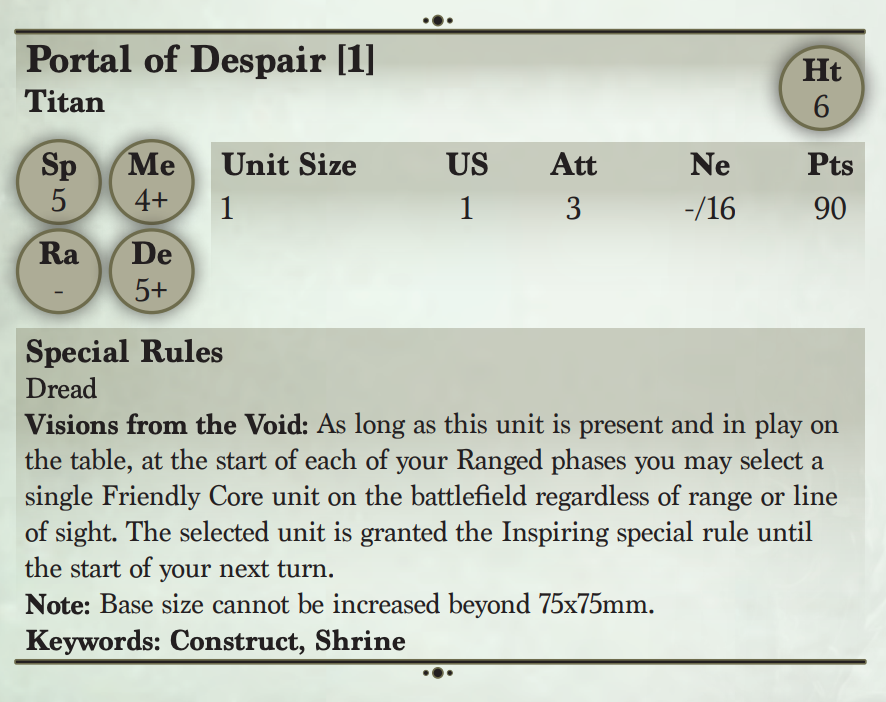 Portal of Despair [1]
Titan
Ht
6
Sp
5
Me
4+
Ra
-
De
5+
Unit Size US Att Ne Pts
1 1 3 -/16 90
Special Rules
Dread
Visions from the Void: As long as this unit is present and in play on
the table, at the start of each of your Ranged phases you may select a
single Friendly Core unit on the battlefield regardless of range or line
of sight. The selected unit is granted the Inspiring special rule until
the start of your next turn.
Note: Base size cannot be increased beyond 75x75mm.
Keywords: Construct, Shrine